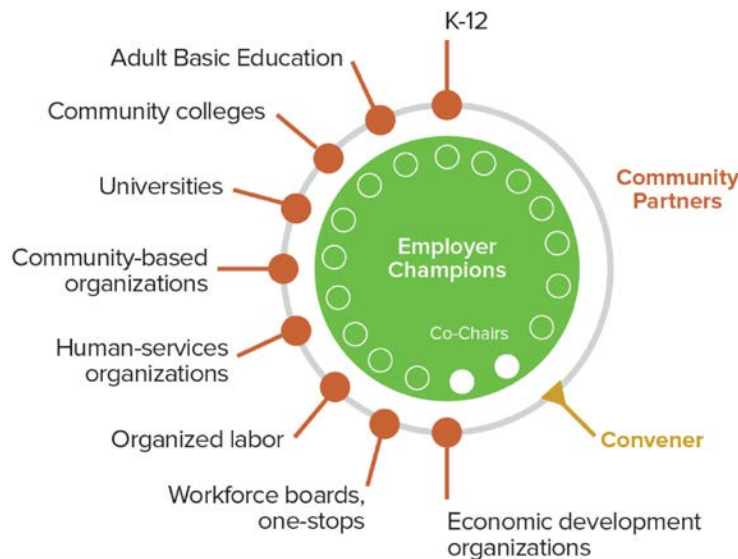 K-12
Adult Basic Education
Community colleges
Universities
Community-based
organizations
Human-services
organizations
Organized labor
Workforce boards,
one-stops
Economic development
organizations
Community
Partners
Employer
Champions
Co-Chairs
Convener